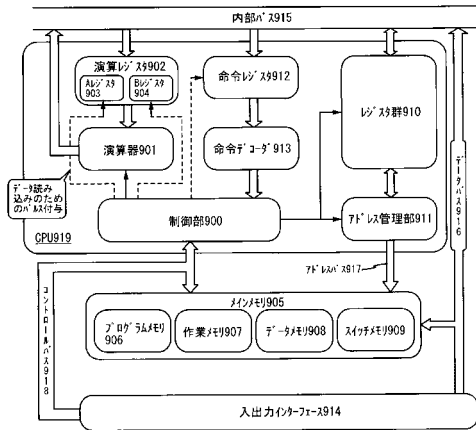 内部ﾊﾞｽ915
演算ﾚｼﾞｽﾀ902
Aﾚｼﾞｽﾀ
903
Bﾚｼﾞｽﾀ
904
命令ﾚｼﾞｽﾀ912
ﾚｼﾞｽﾀ群910
演算器901
命令ﾃﾞｺｰﾀﾞ913
ﾃﾞｰﾀ読み
込みのため
のﾊﾟﾙｽ付与
制御部900
ｱﾄﾞﾚｽ管理部911
CPU919
ﾃﾞｰﾀﾊﾞｽ916
ｱﾄﾞﾚｽﾊﾞｽ917
ﾒｲﾝﾒﾓﾘ905
ﾌﾟﾛｸﾞﾗﾑﾒﾓﾘ
906
作業ﾒﾓﾘ907
ﾃﾞｰﾀﾒﾓﾘ908
ｽｲｯﾁﾒﾓﾘ909
ｺﾝﾄﾛｰﾙﾊﾞｽ918
入出力ｲﾝﾀｰﾌｪｰｽ914